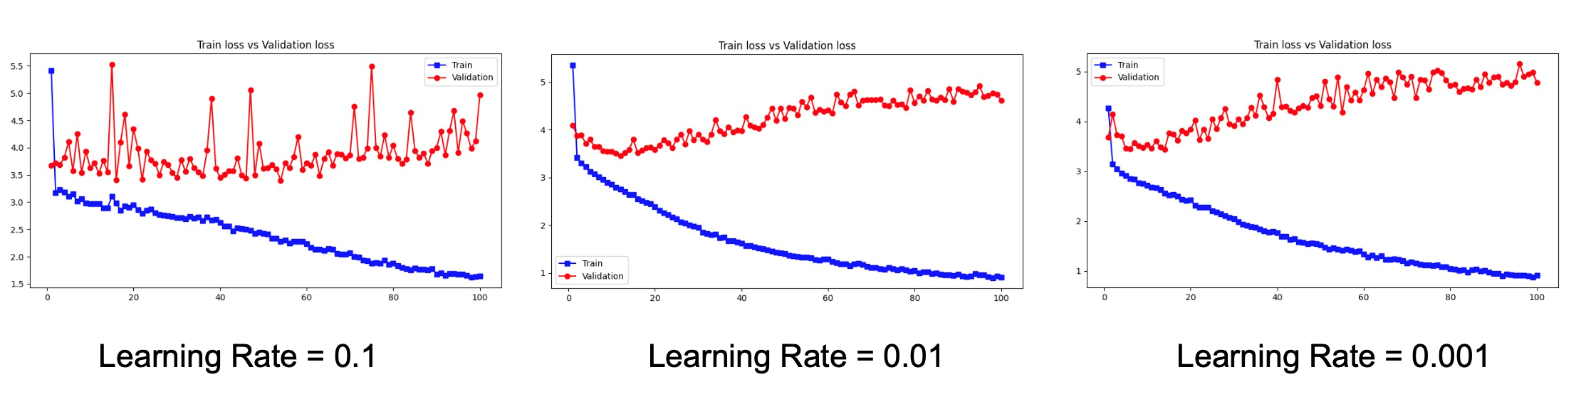 Train loss vs Validation loss
Train
Validation
5.5
5.0
4.5
4.0
3.5
3.0
2.5
2.0
1.5
0 20 40 60 80 100
Learning Rate = 0.1
Train loss vs Validation loss
5
4
3
2
1
Train
Validation
0 20 40 60 80 100
Learning Rate = 0.01
Train loss vs Validation loss
Train
Validation
5
4
3
2
1
0 20 40 60 80 100
Learning Rate = 0.001